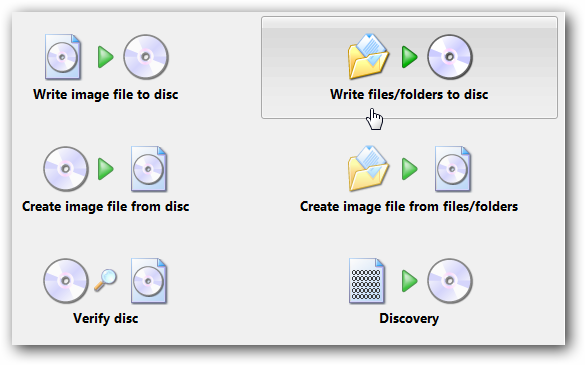 Write image file to disc
Write files/folders to disc
Create image file from disc
Create image file from files/folders
Verify disc
Discovery